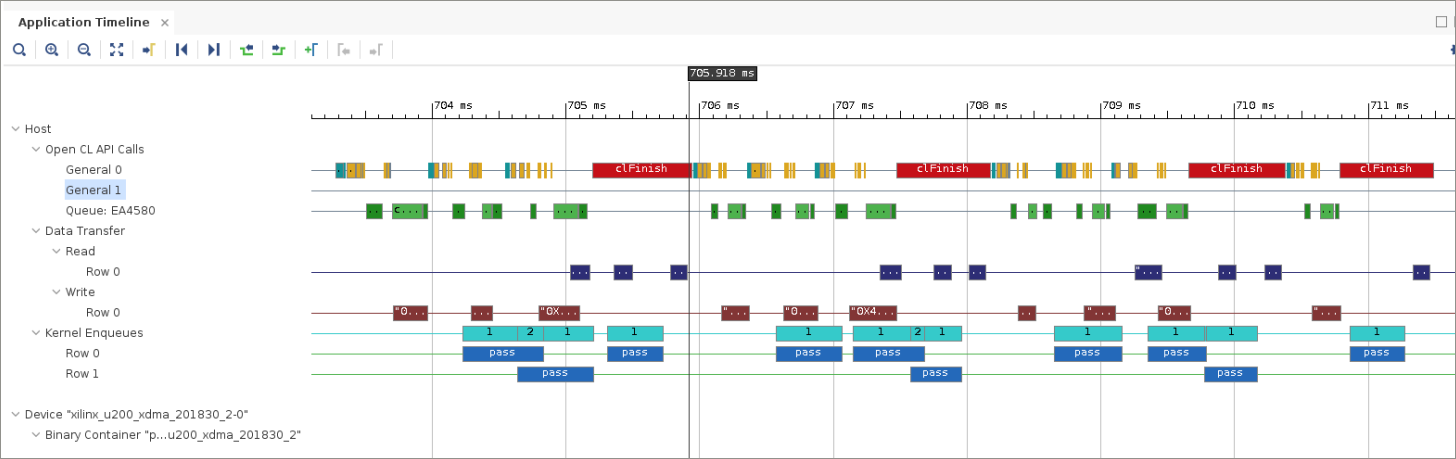 Application Timeline ×
705.918 ms
704 ms 705 ms 706 ms 707 ms 708 ms 709 ms 710 ms 711 ms
Host
Open CL API Calls
General 0 clFinish clFinish clFinish clFinish
General 1
Queue: EA4580 c... ... ... ...
Data Transfer
Read
Row 0 ... ... ... ... ... ... ... ... ... ...
Write
Row 0 "0... ... "0X... "... "0... "0X4... ... "... "0... "...
Kernel Enqueues 1 2 1 1 1 1 2 1 1 1 1 1
Row 0 pass pass pass pass pass pass pass
Row 1 pass pass pass
Device "xilinx_u200_xdma_201830_2-0"
Binary Container "p...u200_xdma_201830_2"